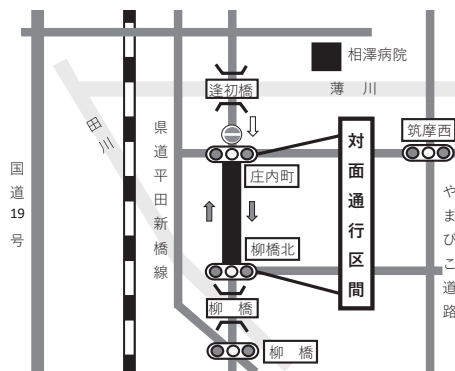 相澤病院
逢初橋
薄川
田川
県道平田新橋線
筑摩西
対面通行区間
庄内町
国道19号
やまびこ道路
柳橋北
柳橋
柳橋